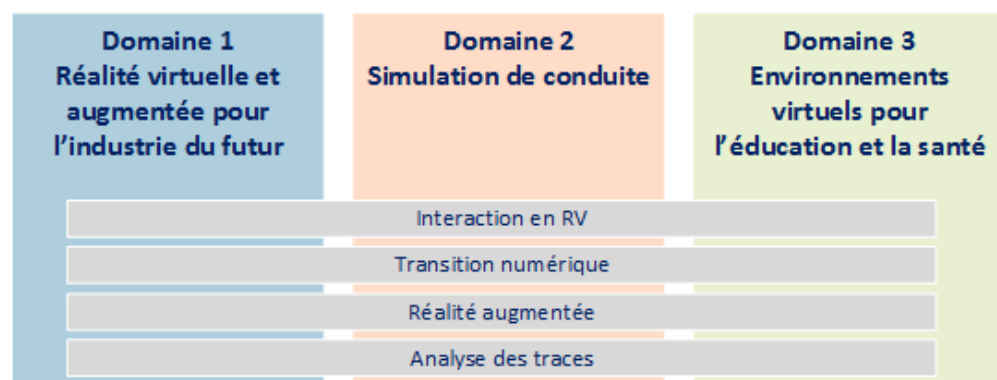 Domaine 1
Réalité virtuelle et
augmentée pour
l'industrie du futur
Domaine 2
Simulation de conduite
Domaine 3
Environnements
virtuels pour
l'éducation et la santé
Interaction en RV
Transition numérique
Réalité augmentée
Analyse des traces